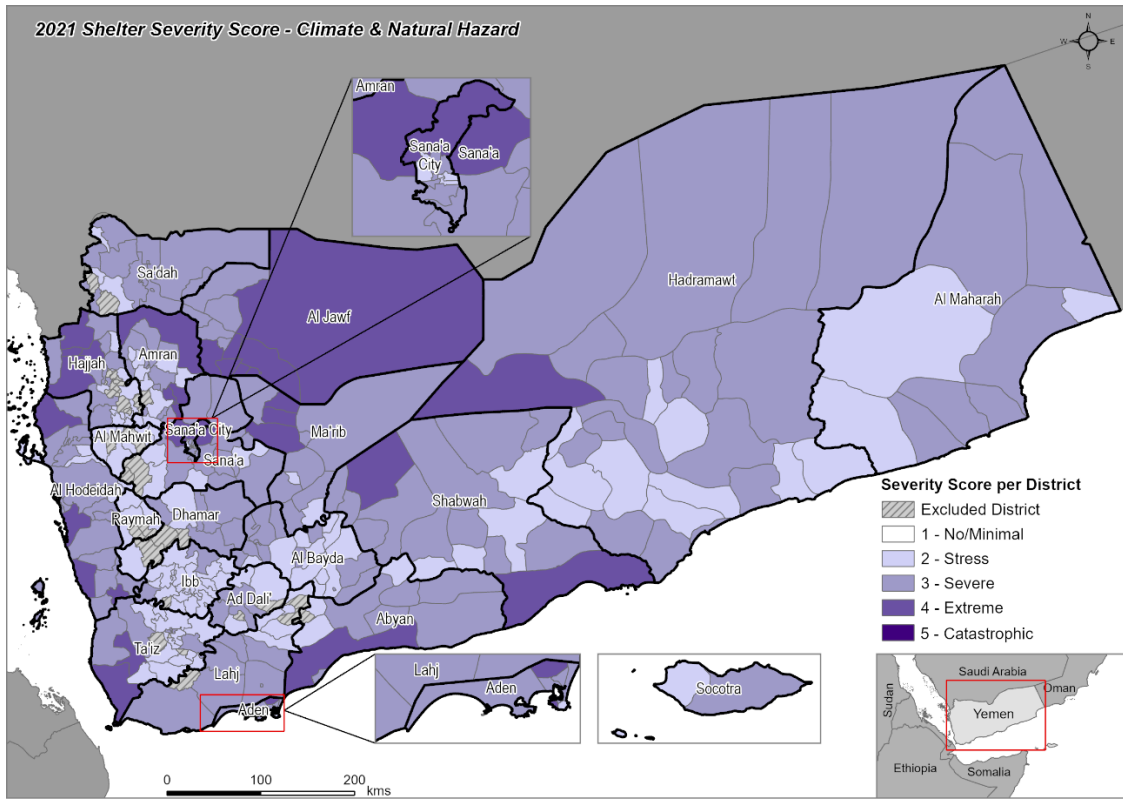 2021 Shelter Severity Score - Climate & Natural Hazard
N
W
E
S
Amran
Sana'a
City
Sana'a
Sa'dah
Hadramawt
Al Maharah
Al Jawf
Hajjah
Amran
Ma'rib
Al Mahwit
Sana'a City
Sana'a
Al Hodeidah
Shabwah
Raymah
Dhamar
Al Bayda
Ibb
Ad Dali'
Abyan
Ta'iz
Lahj
Aden
Lahj
Aden
Socotra
Severity Score per District
Excluded District
1 - No/Minimal
2 - Stress
3 - Severe
4 - Extreme
5 - Catastrophic
Saudi Arabia
Oman
Sudan
Yemen
Ethiopia
Somalia
0 100 200
kms